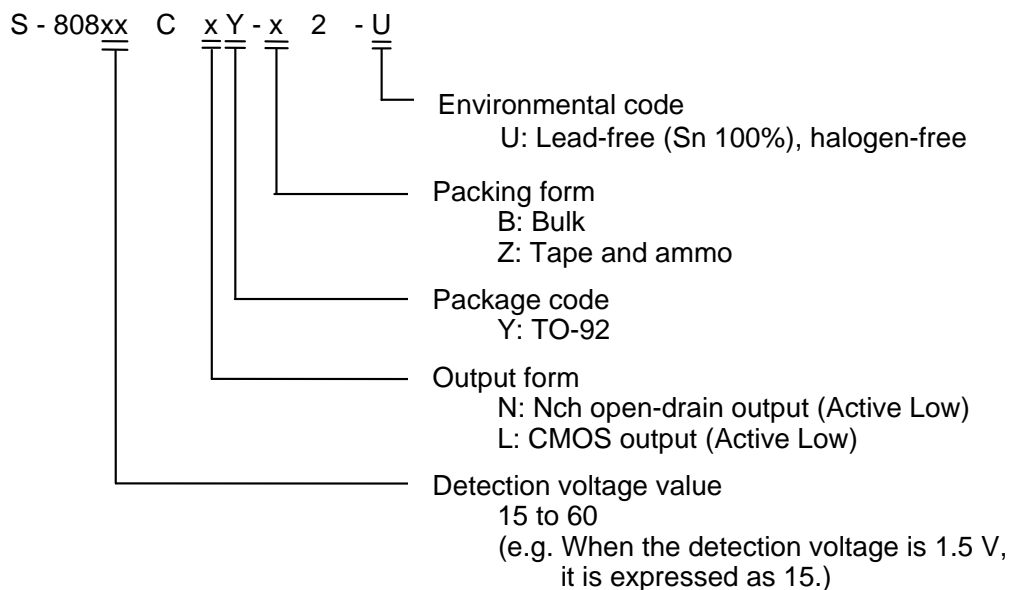 S - 808xx C x Y - x 2 - U
Environmental code
U: Lead-free (Sn 100%), halogen-free
Packing form
B: Bulk
Z: Tape and ammo
Package code
Y: TO-92
Output form
N: Nch open-drain output (Active Low)
L: CMOS output (Active Low)
Detection voltage value
15 to 60
(e.g. When the detection voltage is 1.5 V,
it is expressed as 15.)